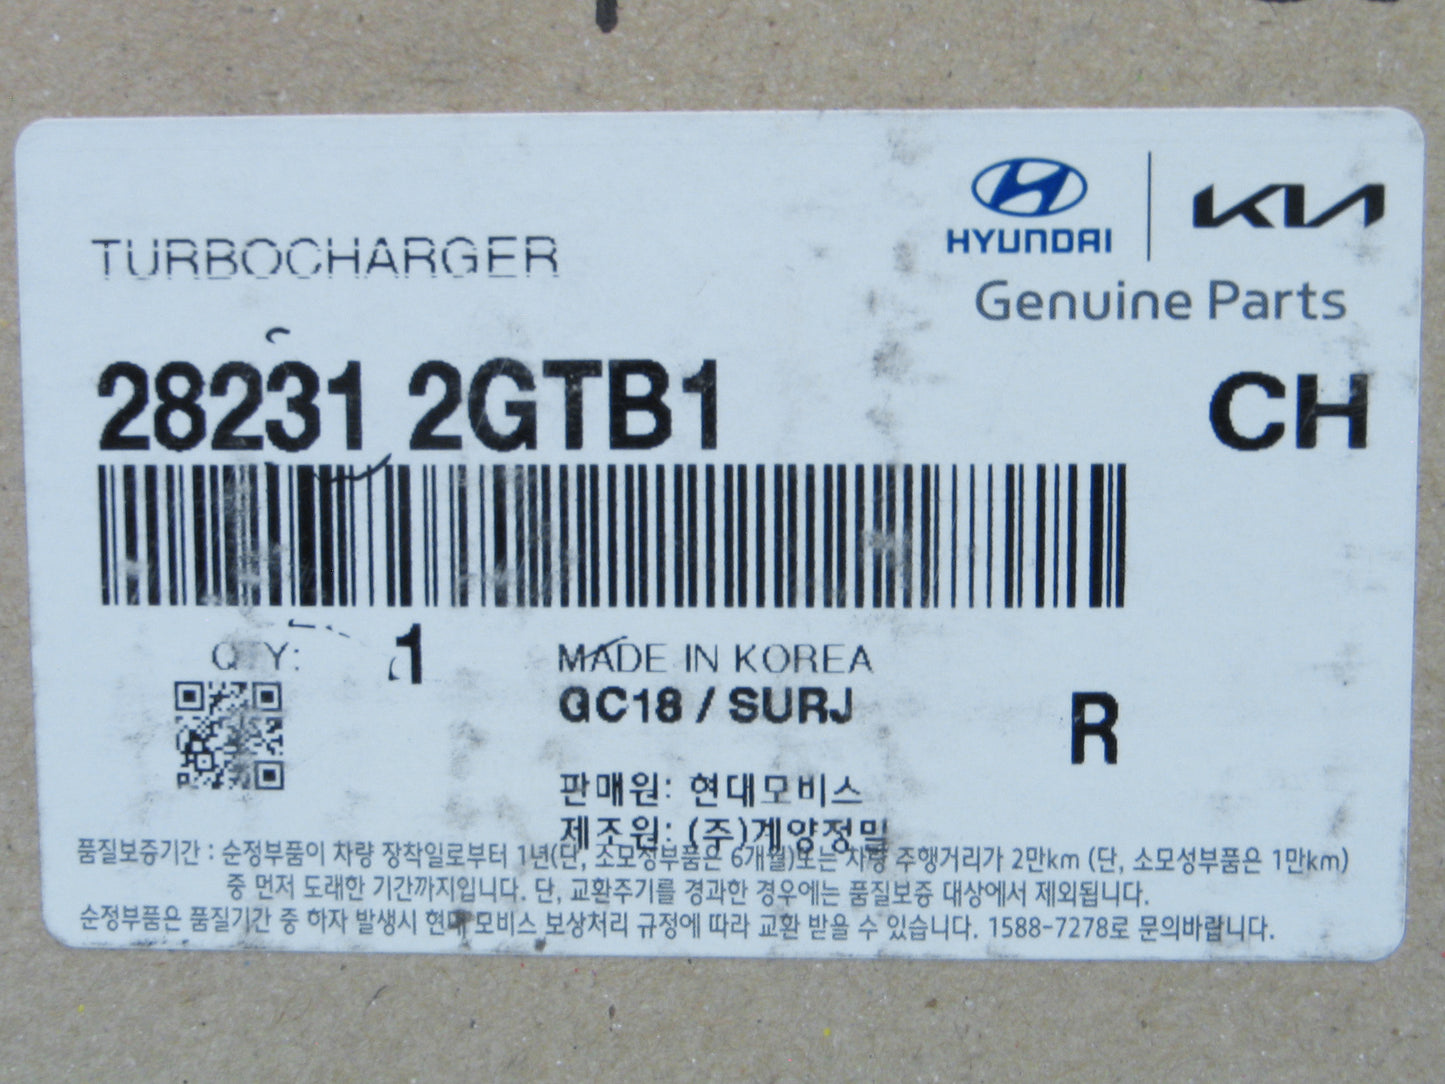 HYUNDAI KIA
TURBOCHARGER
Genuine Parts
28231 2GTB1 CH
QTY: 1 MADE IN KOREA
GC18 / SURJ
R
판매원: 현대모비스
제조원: (주)계양정밀
품질보증기간 : 순정부품이 차량 장착일로부터 1년(단, 소모성부품은 6개월)또는 차량 주행거리가 2만km (단, 소모성부품은 1만km)
중 먼저 도래한 기간까지입니다. 단, 교환주기를 경과한 경우에는 품질보증 대상에서 제외됩니다.
순정부품은 품질기간 중 하자 발생시 현대 모비스 보상처리 규정에 따라 교환 받을 수 있습니다. 1588-7278로 문의바랍니다.